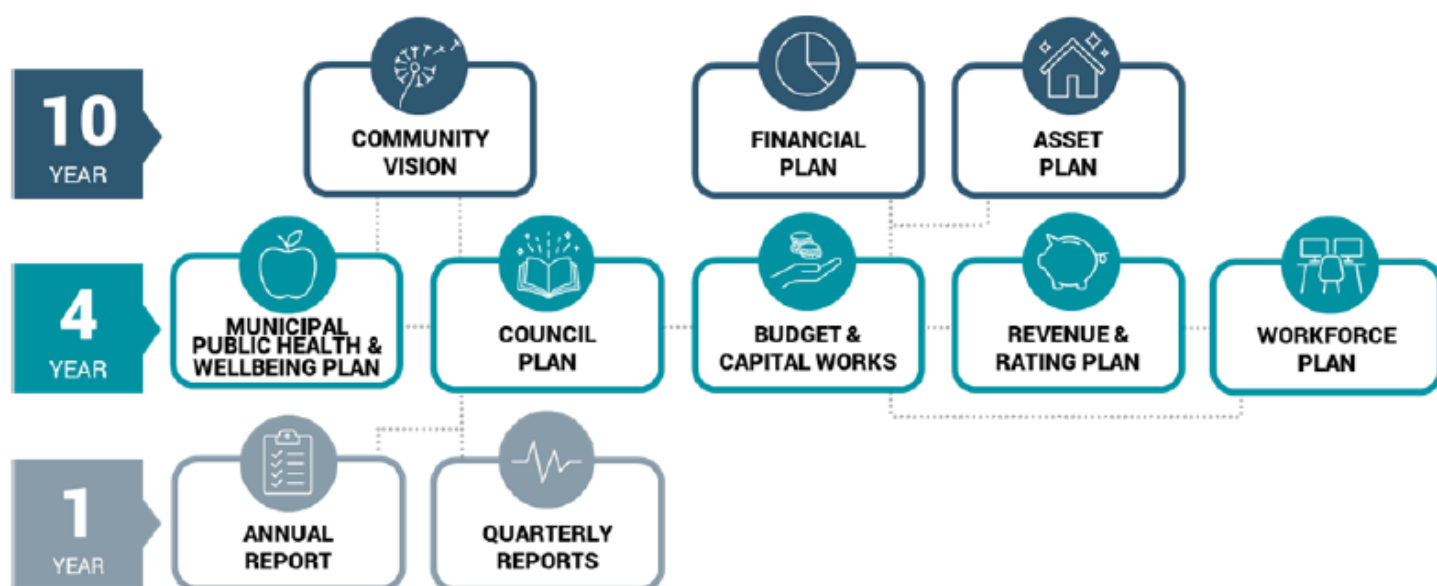 10
YEAR
COMMUNITY
VISION
FINANCIAL
PLAN
ASSET
PLAN
4
YEAR
MUNICIPAL
PUBLIC HEALTH &
WELLBEING PLAN
COUNCIL
PLAN
BUDGET &
CAPITAL WORKS
REVENUE &
RATING PLAN
WORKFORCE
PLAN
1
YEAR
ANNUAL
REPORT
QUARTERLY
REPORTS